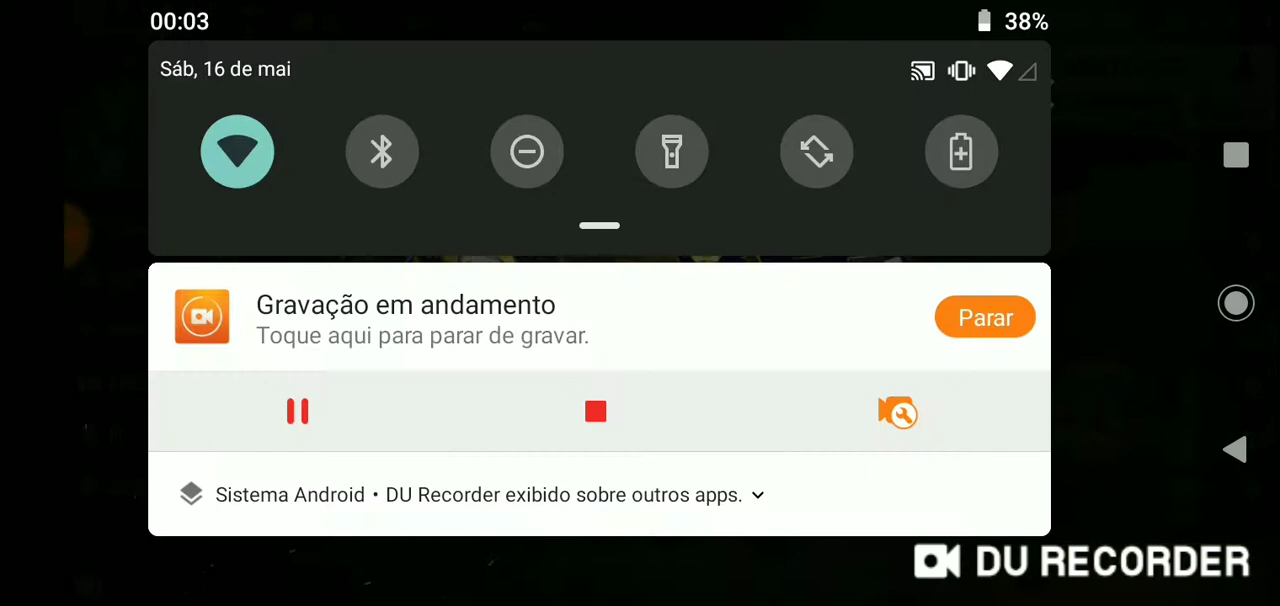 00:03
38%
Sáb, 16 de mai
Gravação em andamento
Toque aqui para parar de gravar.
Parar
Sistema Android • DU Recorder exibido sobre outros apps.
DU RECORDER